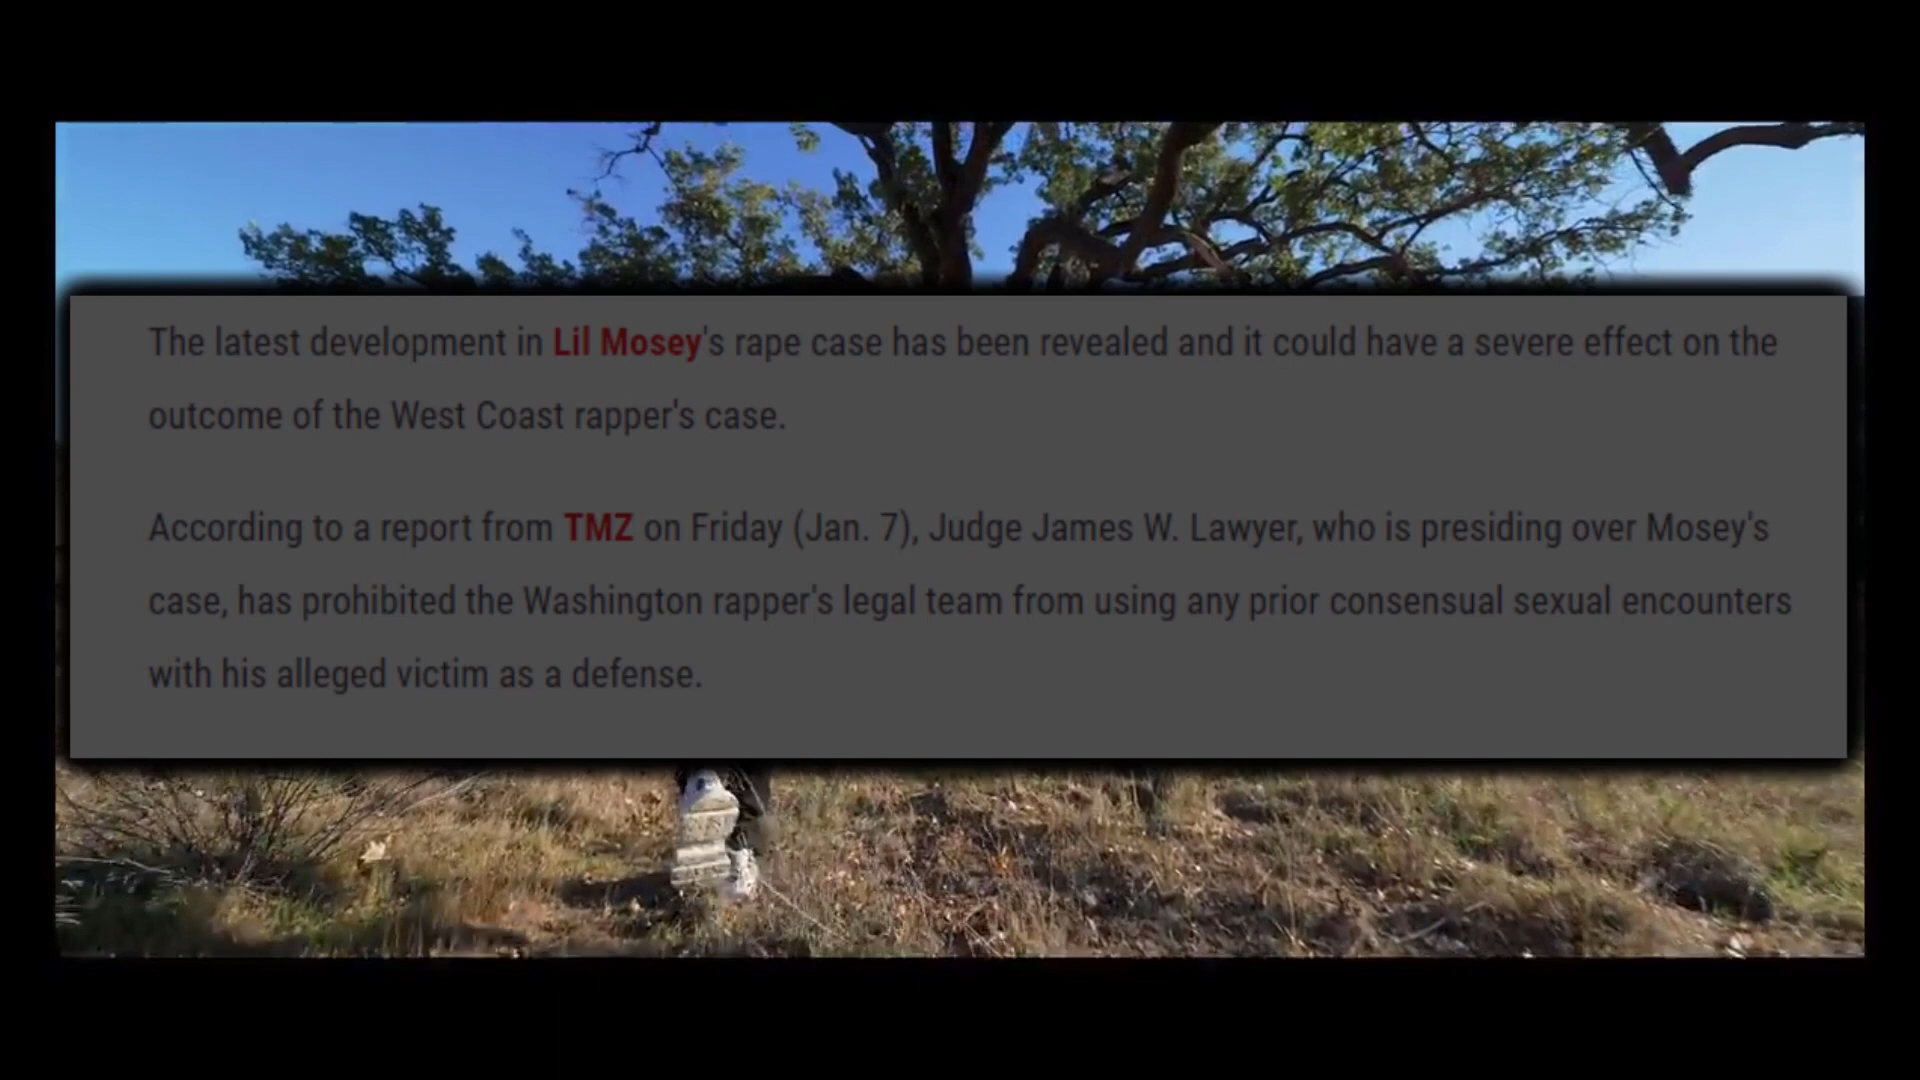 The latest development in Lil Mosey's rape case has been revealed and it could have a severe effect on the
outcome of the West Coast rapper's case.
According to a report from TMZ on Friday (Jan. 7), Judge James W. Lawyer, who is presiding over Mosey's
case, has prohibited the Washington rapper's legal team from using any prior consensual sexual encounters
with his alleged victim as a defense.